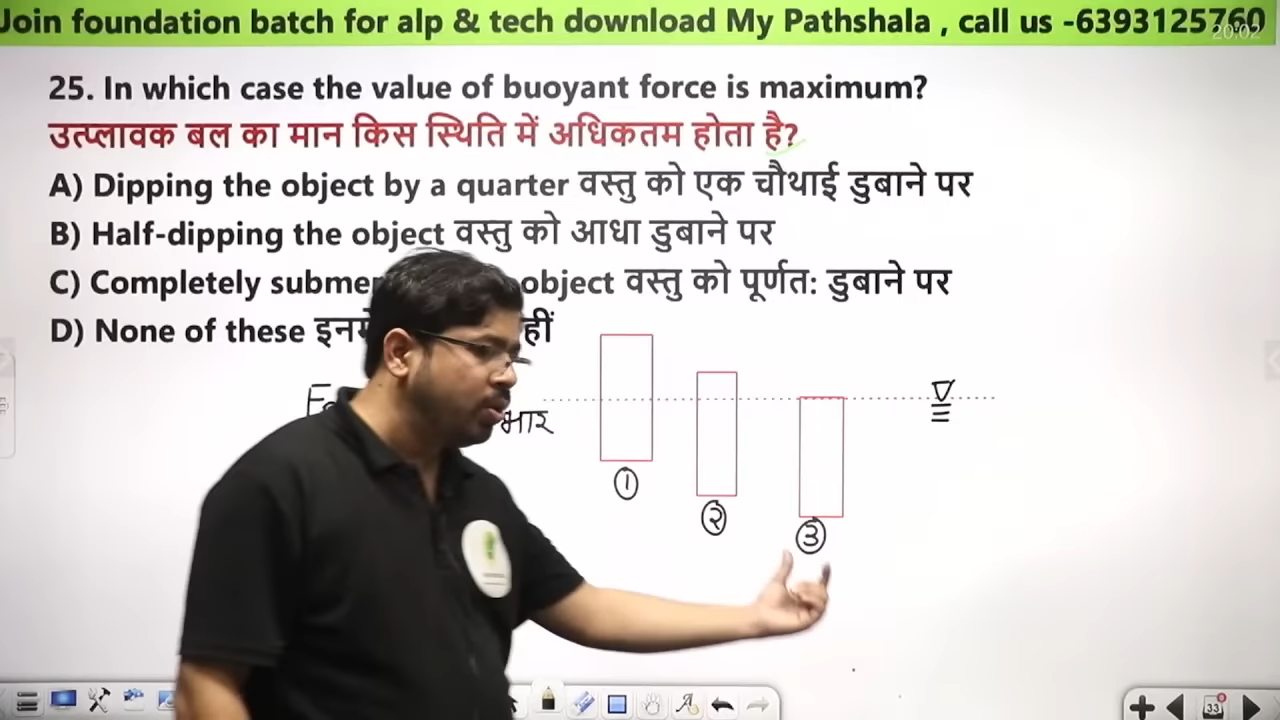 Join foundation batch for alp & tech download My Pathshala , call us -6393125760
20:02
25. In which case the value of buoyant force is maximum?
उत्प्लावक बल का मान किस स्थिति में अधिकतम होता है?
A) Dipping the object by a quarter वस्तु को एक चौथाई डुबाने पर
B) Half-dipping the object वस्तु को आधा डुबाने पर
C) Completely object वस्तु को पूर्णत: डुबाने पर
D) None of these
भार
①
②
③
33